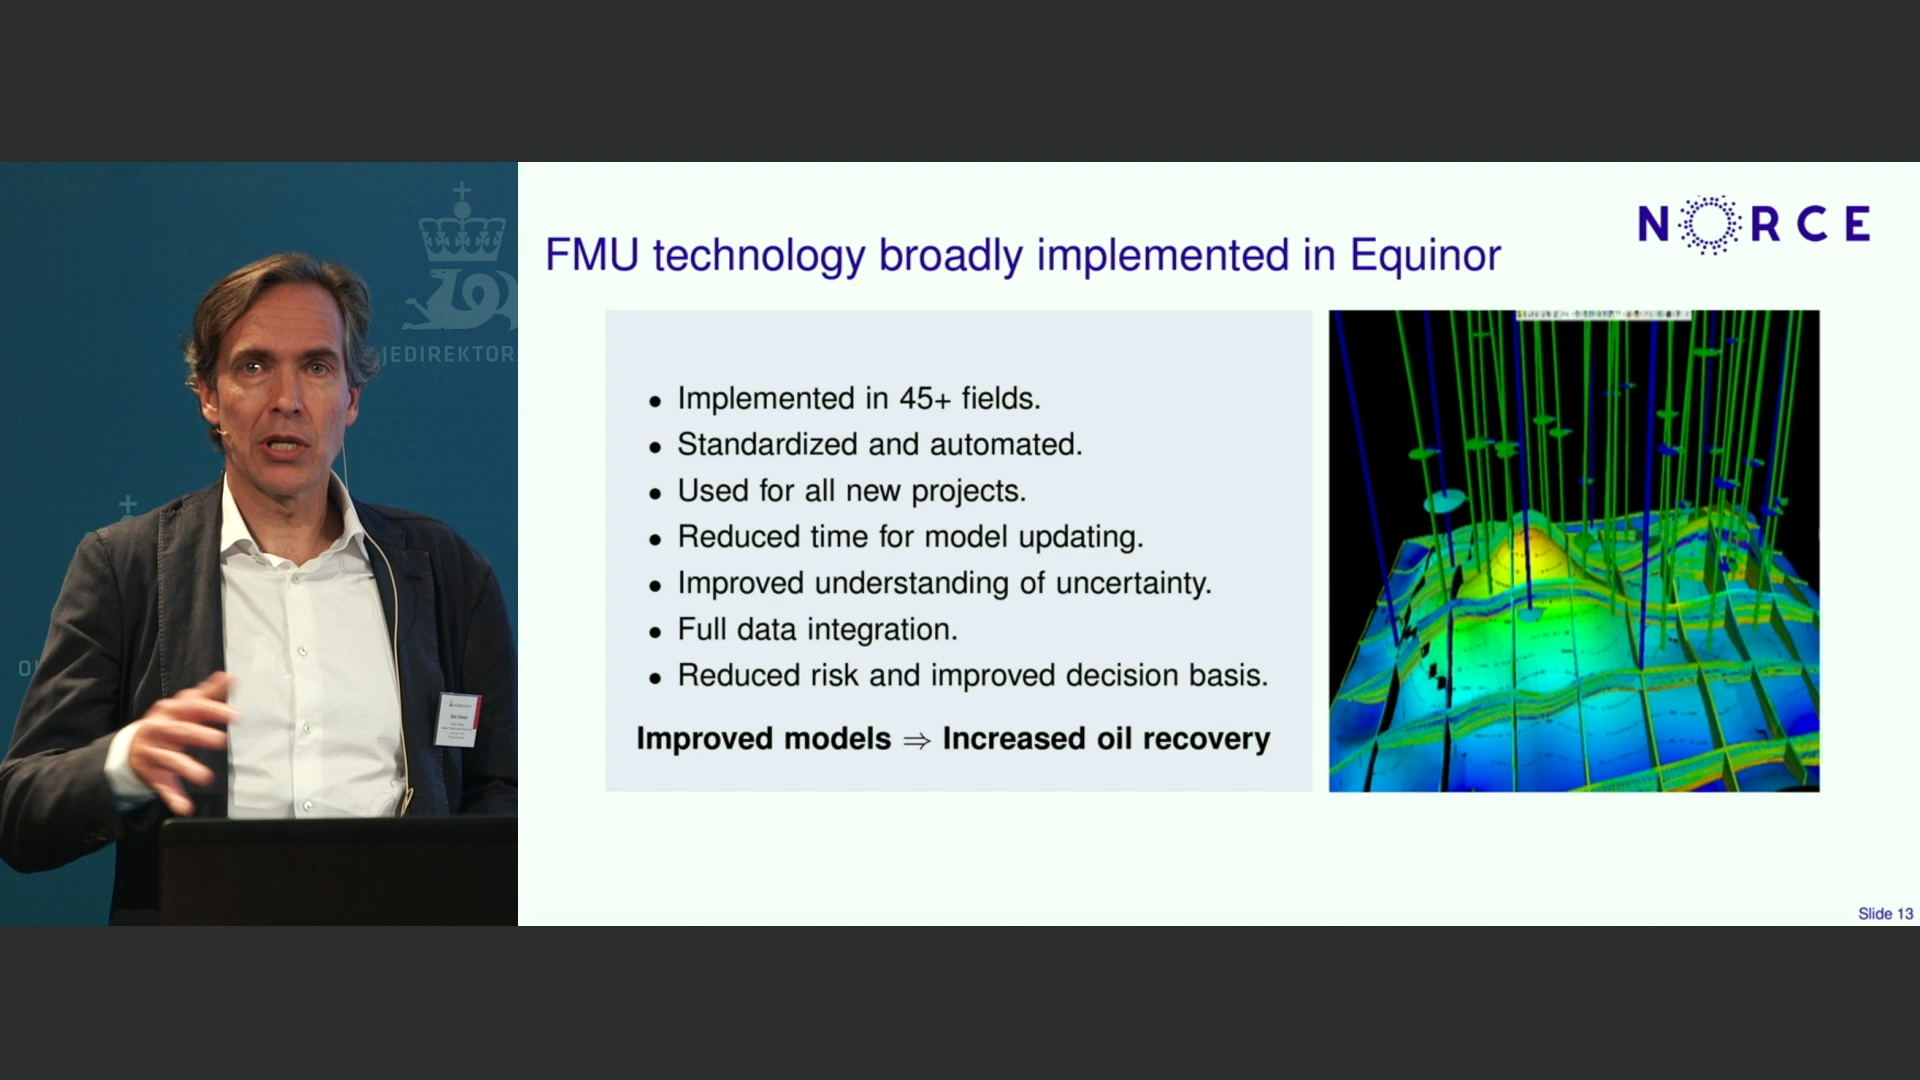 JEDIREKTOR
NORCE
FMU technology broadly implemented in Equinor
• Implemented in 45+ fields.
• Standardized and automated.
• Used for all new projects.
• Reduced time for model updating.
• Improved understanding of uncertainty.
• Full data integration.
• Reduced risk and improved decision basis.
Improved models ⇒ Increased oil recovery
Slide 13